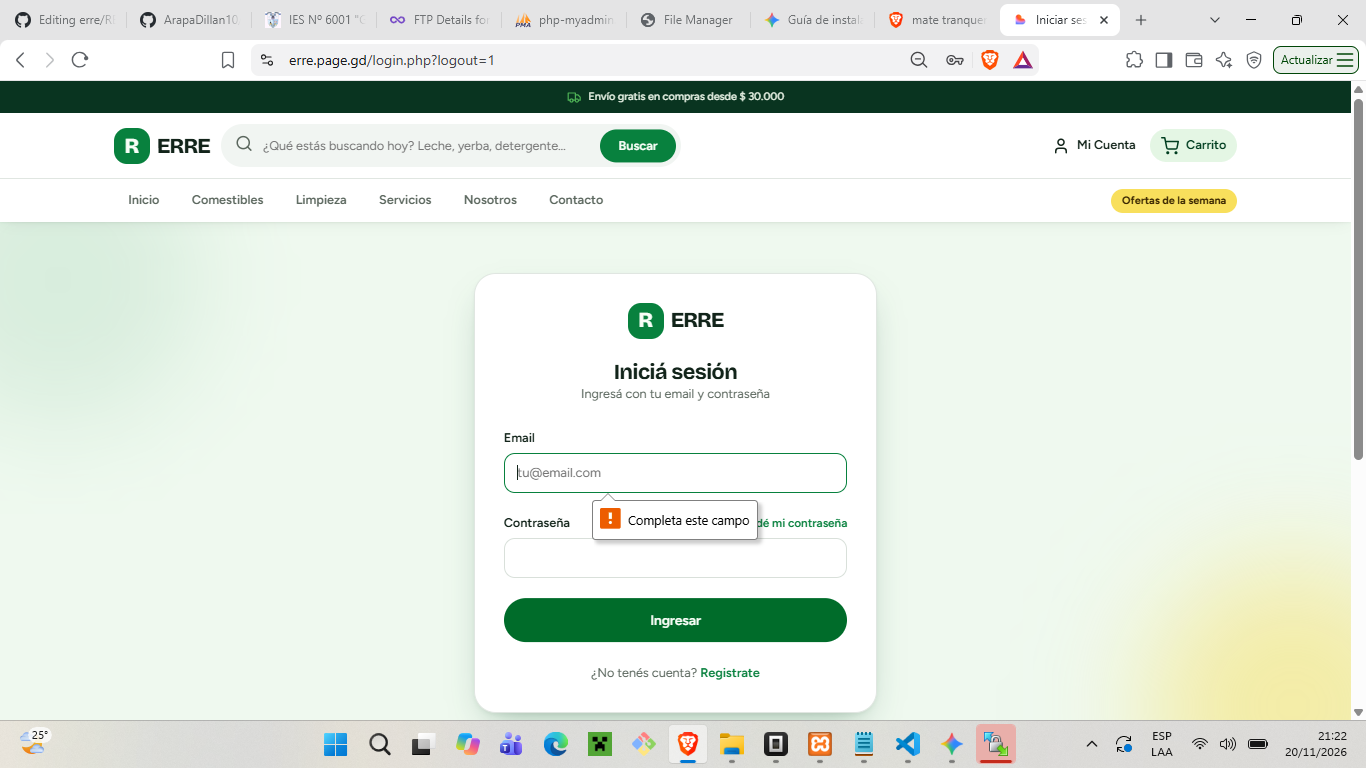 Editing erre/RE
ArapaDillan10
IES Nº 6001 "G
FTP Details for
php-myadmin
File Manager
Guía de instala
mate tranquer
Iniciar ses
erre.page.gd/login.php?logout=1
Actualizar
Envío gratis en compras desde $ 30.000
R ERRE
¿Qué estás buscando hoy? Leche, yerba, detergente...
Buscar
Mi Cuenta
Carrito
Inicio
Comestibles
Limpieza
Servicios
Nosotros
Contacto
Ofertas de la semana
R ERRE
Iniciá sesión
Ingresá con tu email y contraseña
Email
tu@email.com
Completa este campo
Contraseña
dé mi contraseña
Ingresar
¿No tenés cuenta? Registrate
25°
ESP
LAA
21:22
20/11/2026